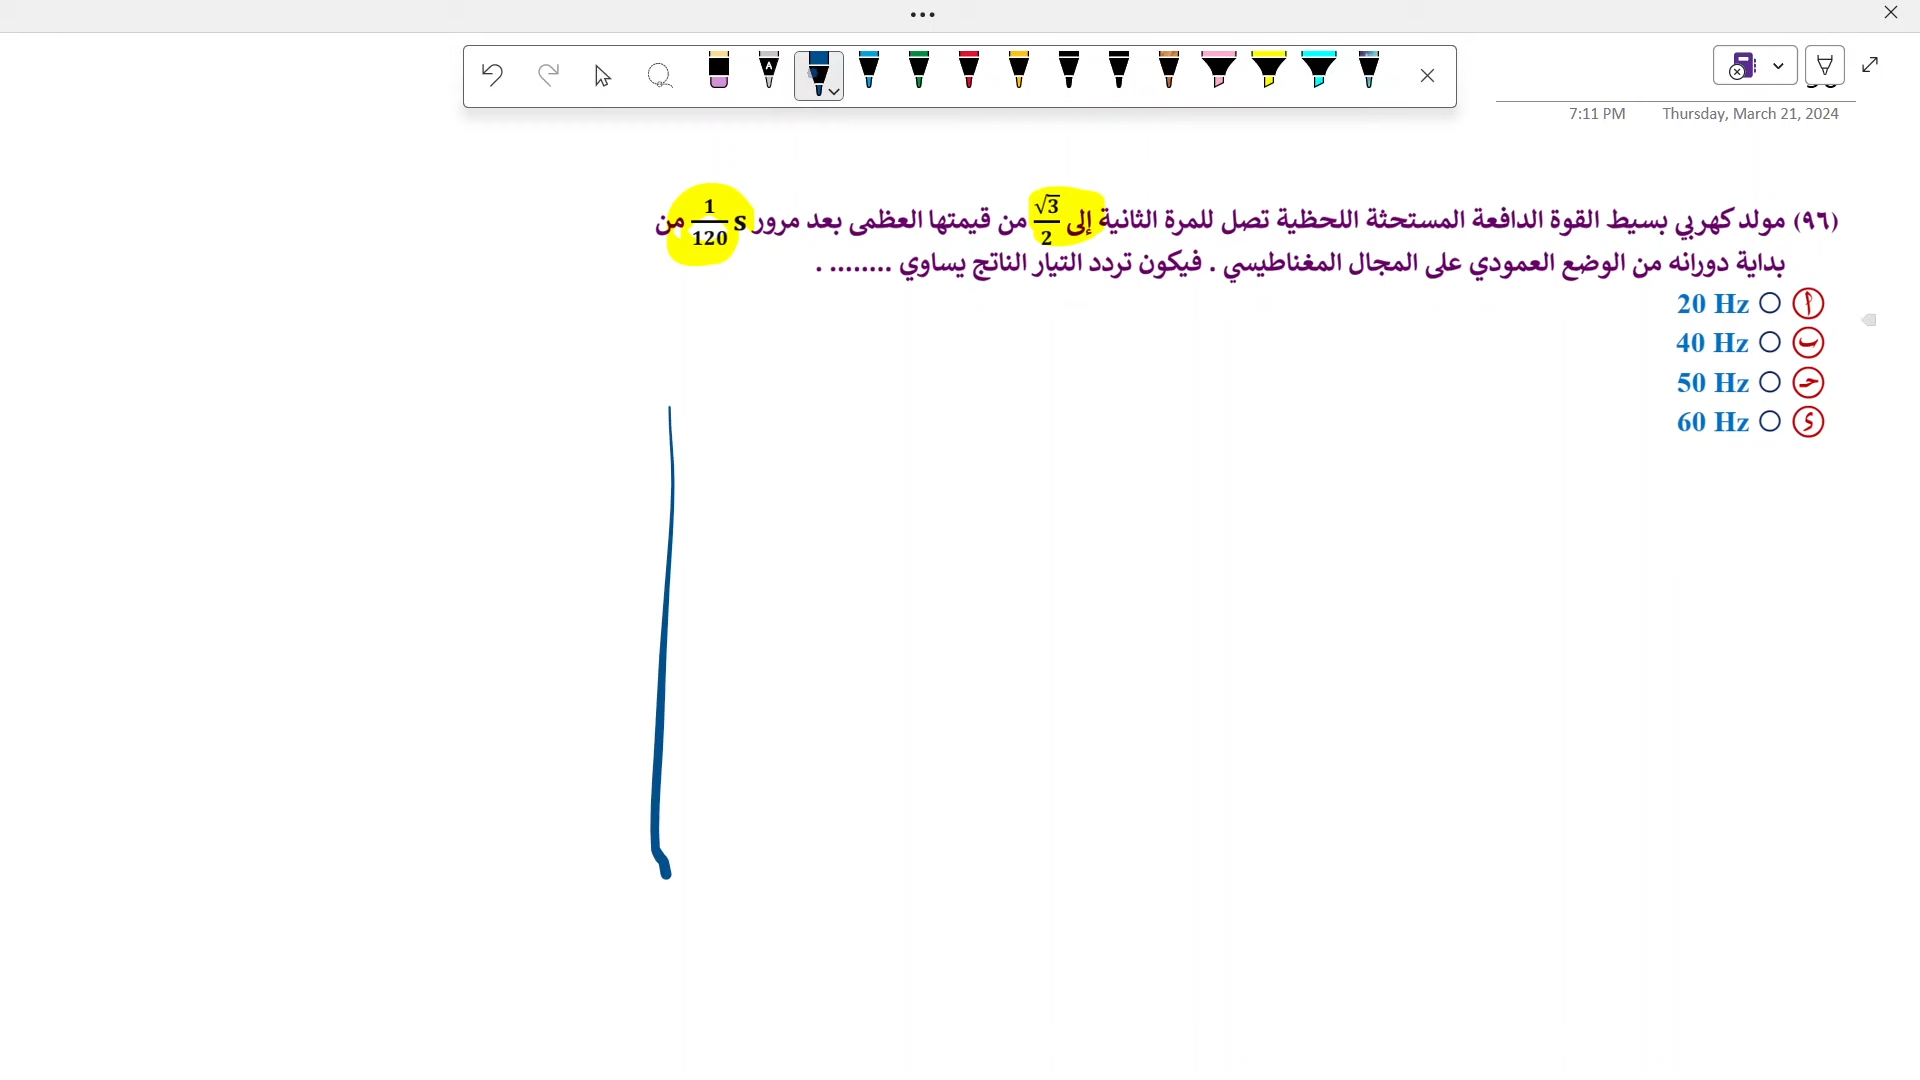 7:11 PM Thursday, March 21, 2024
(٩٦) مولد كهربي بسيط القوة الدافعة المستحثة اللحظية تصل للمرة الثانية إلى √3/2 من قيمتها العظمى بعد مرور 1/120 s من
بداية دورانه من الوضع العمودي على المجال المغناطيسي . فيكون تردد التيار الناتج يساوي ........ .
أ 20 Hz
ب 40 Hz
جـ 50 Hz
د 60 Hz